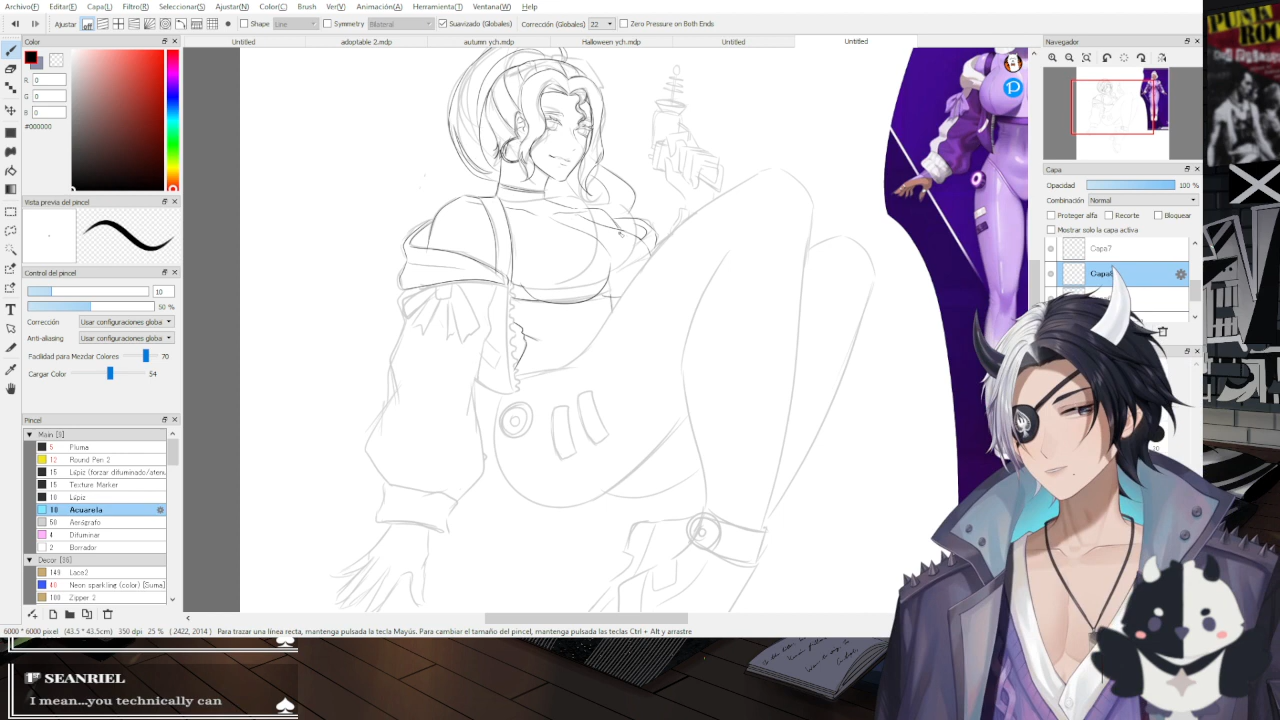 Archivo(F) Editar(E) Capa(L) Filtro(R) Seleccionar(S) Ajustar(N) Color(C) Brush Ver(V) Animación(A) Herramienta(T) Ventana(W) Help
Ajustar off Shape Line Symmetry Bilateral Suavizado (Globales) Corrección (Globales) 22 Zero Pressure on Both Ends
Untitled adoptable 2.mdp autumn ych.mdp Halloween ych.mdp Untitled Untitled
Color
R 0
G 0
B 0
#000000
Vista previa del pincel
Control del pincel
10
50 %
Corrección Usar configuraciones globa
Anti-aliasing Usar configuraciones globa
Facilidad para Mezclar Colores 70
Cargar Color 54
Pincel
Main [8]
5 Pluma
12 Round Pen 2
15 Lápiz (forzar difuminado/atenu
15 Texture Marker
10 Lápiz
10 Acuarela
50 Aerógrafo
4 Difuminar
2 Borrador
Decor [36]
149 Lace2
40 Neon sparkling (color) [Suma]
100 Zipper 2
Navegador
Capa
Opacidad 100 %
Combinación Normal
Proteger alfa Recorte Bloquear
Mostrar solo la capa activa
Capa7
6000 * 6000 pixel (43.5 * 43.5cm) 350 dpi 25 % ( 2422, 2014 ) Para trazar una línea recta, mantenga pulsada la tecla Mayús. Para cambiar el tamaño del pincel, mantenga pulsadas las teclas Ctrl + Alt y arrastre
SEANRIEL
I mean...you technically can